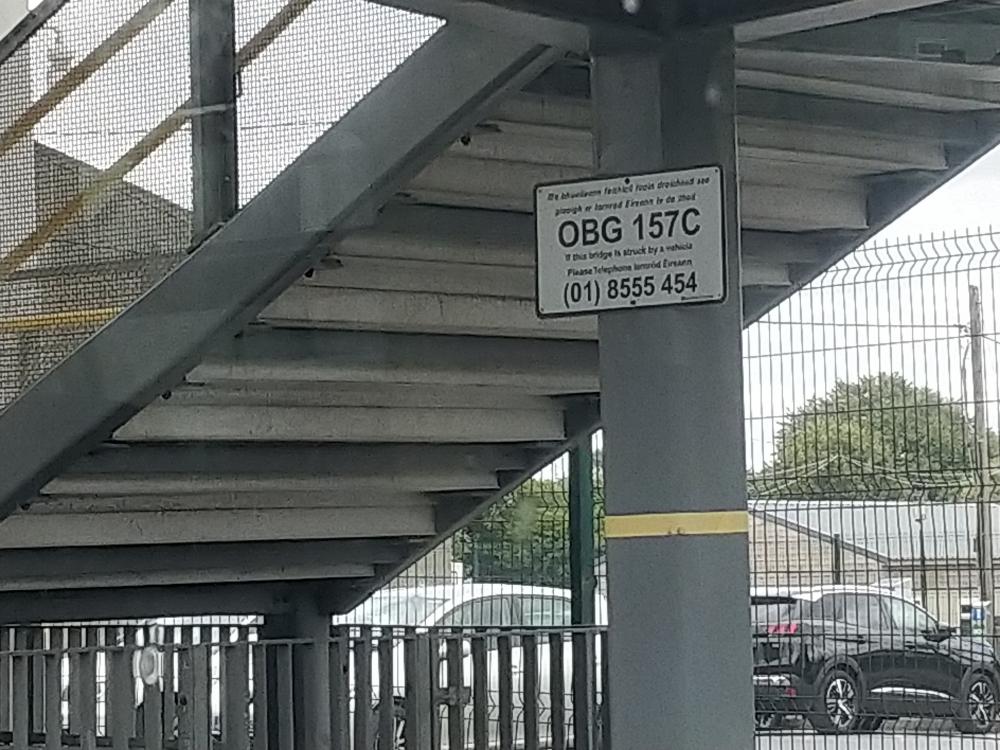 Má bhuaileann feithicil faoin droichead seo
glaoigh ar Iarnród Éireann le do thoil
OBG 157C
If this bridge is struck by a vehicle
Please Telephone Iarnród Éireann
(01) 8555 454